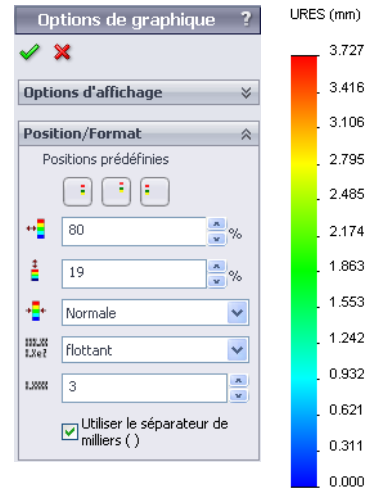 Options de graphique ?
Options d'affichage
Position/Format
Positions prédéfinies
80 %
19 %
Normale
flottant
3
Utiliser le séparateur de
milliers ( )
URES (mm)
3.727
3.416
3.106
2.795
2.485
2.174
1.863
1.553
1.242
0.932
0.621
0.311
0.000